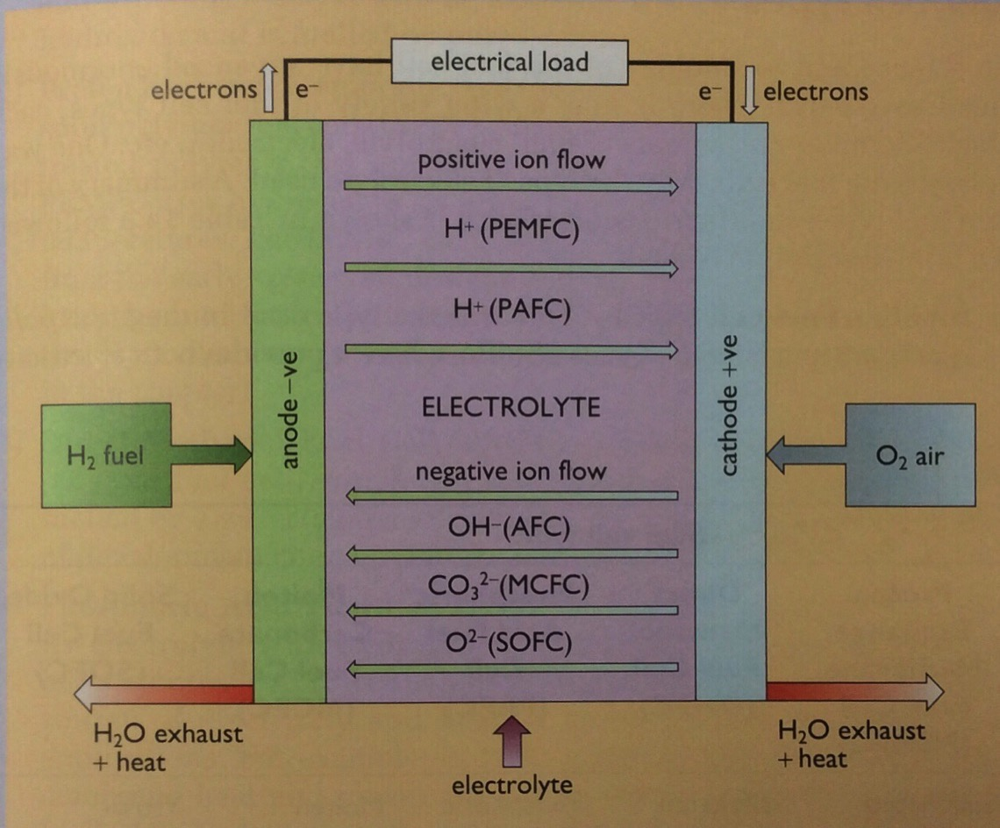 electrical load
electrons
e⁻
e⁻
electrons
positive ion flow
H⁺ (PEMFC)
H⁺ (PAFC)
anode –ve
ELECTROLYTE
cathode +ve
H₂ fuel
O₂ air
negative ion flow
OH⁻(AFC)
CO₃²⁻(MCFC)
O²⁻(SOFC)
H₂O exhaust
+ heat
H₂O exhaust
+ heat
electrolyte